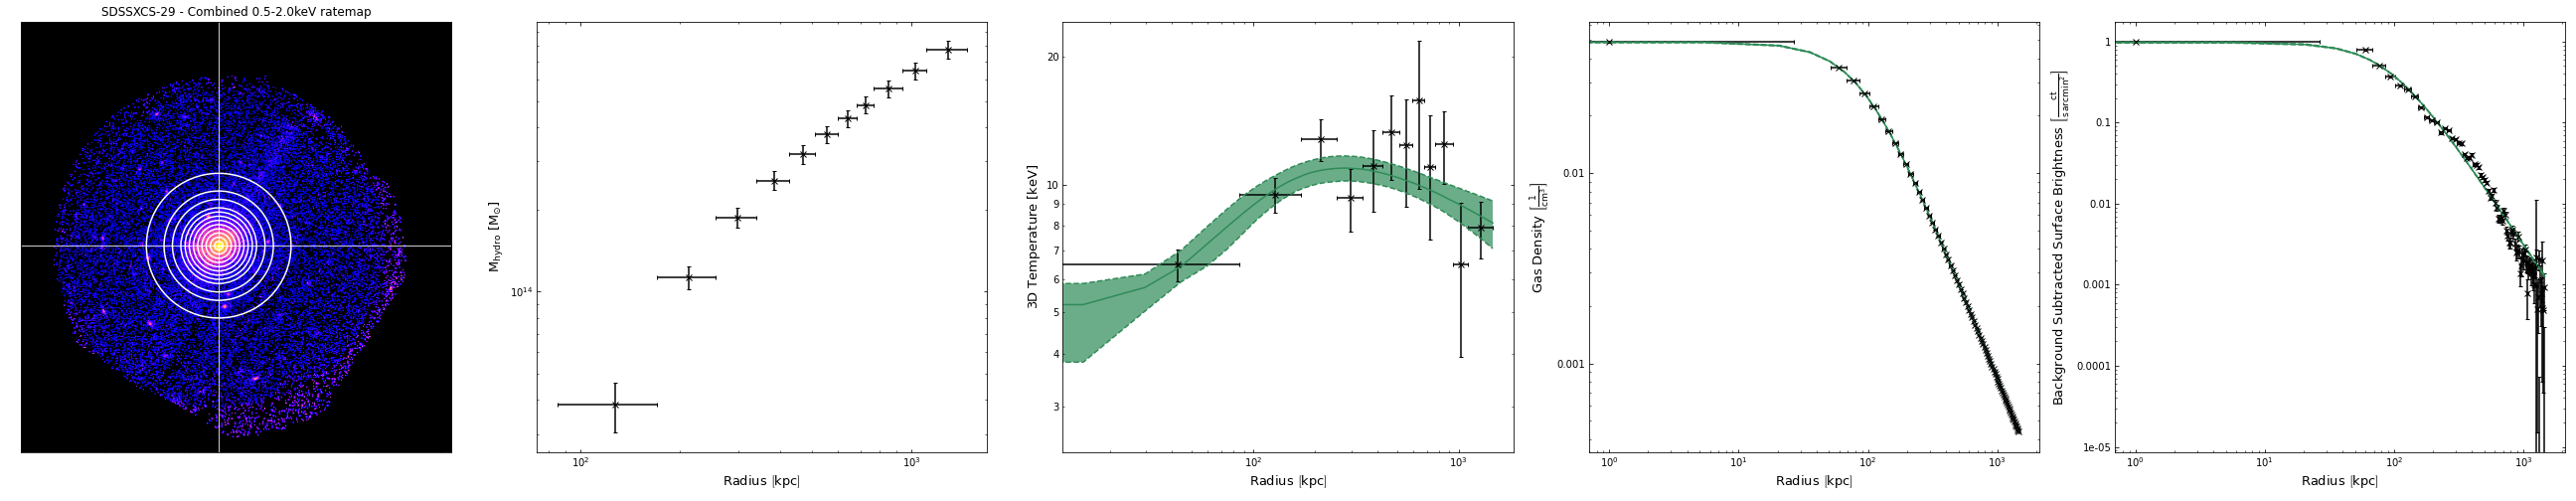 SDSSXCS-29 - Combined 0.5-2.0keV ratemap
M_hydro [M_⊙]
10^14
10^2 10^3
Radius [kpc]
3D Temperature [keV]
20
10
9
8
7
6
5
4
3
10^2 10^3
Radius [kpc]
Gas Density [1/cm^3]
0.01
0.001
10^0 10^1 10^2 10^3
Radius [kpc]
Background Subtracted Surface Brightness [ct/s arcmin^2]
1
0.1
0.01
0.001
0.0001
1e-05
10^0 10^1 10^2 10^3
Radius [kpc]